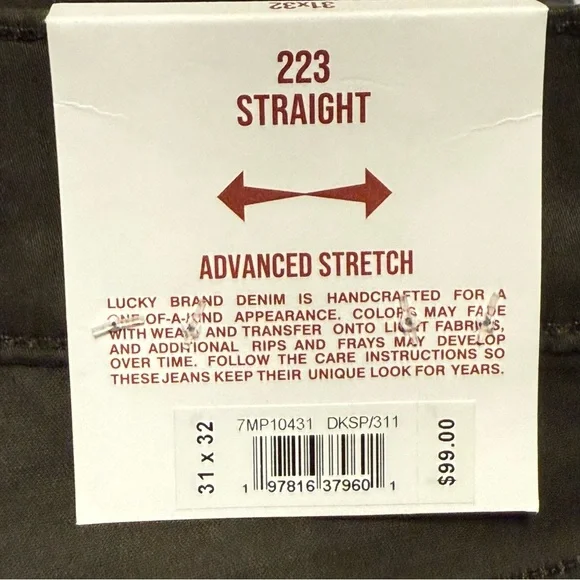 31x32
223
STRAIGHT
ADVANCED STRETCH
LUCKY BRAND DENIM IS HANDCRAFTED FOR A
ONE-OF-A-KIND APPEARANCE. COLORS MAY FADE
WITH WEAR AND TRANSFER ONTO LIGHT FABRICS,
AND ADDITIONAL RIPS AND FRAYS MAY DEVELOP
OVER TIME. FOLLOW THE CARE INSTRUCTIONS SO
THESE JEANS KEEP THEIR UNIQUE LOOK FOR YEARS.
31 x 32
7MP10431 DKSP/311
1 97816 37960 1
$99.00